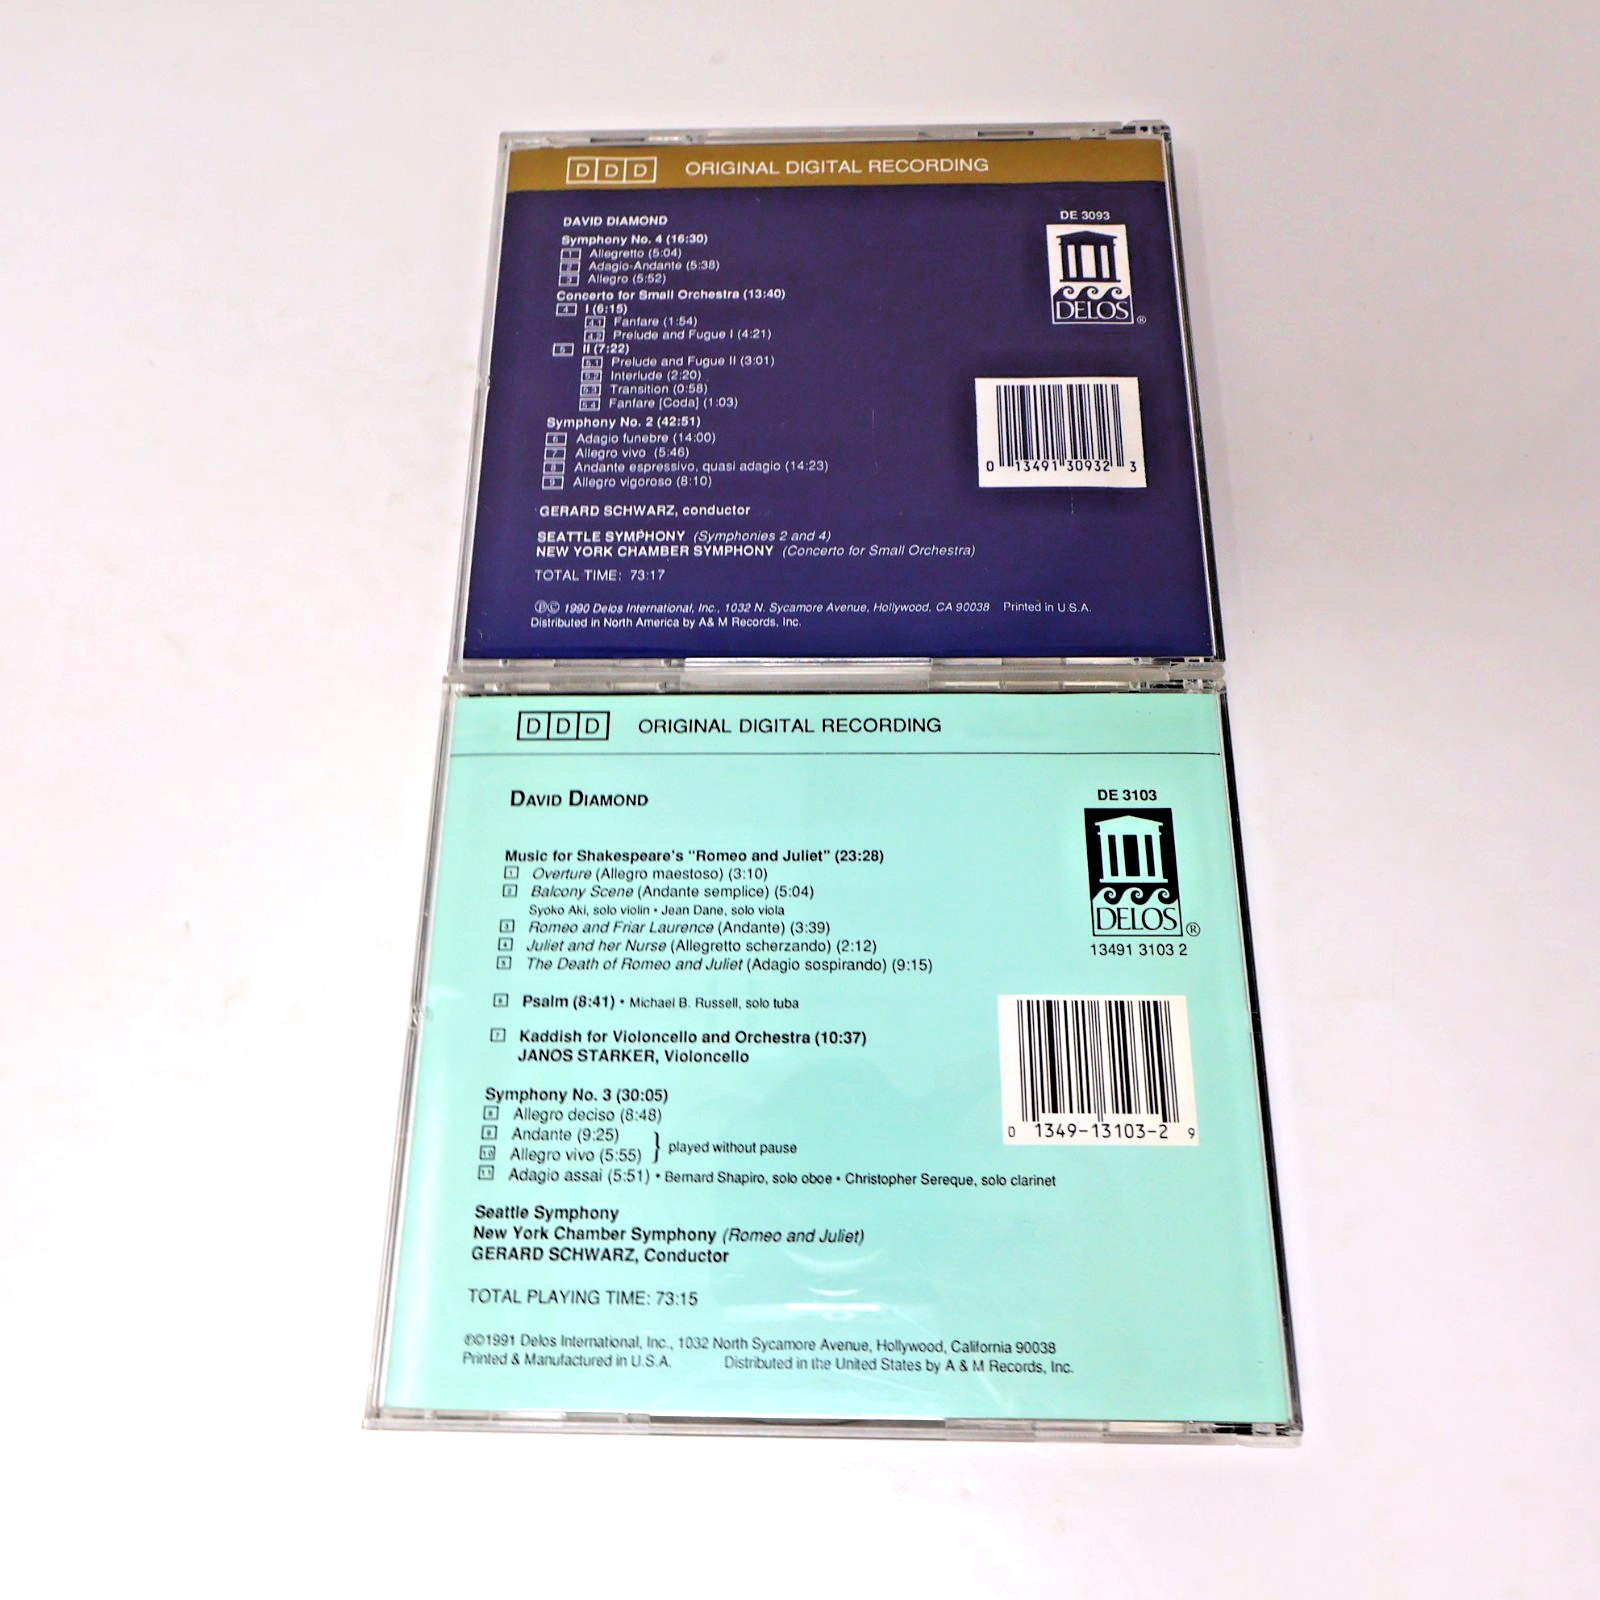 DDD ORIGINAL DIGITAL RECORDING
DAVID DIAMOND
DE 3093
Symphony No. 4 (16:30)
1 Allegretto (5:04)
2 Adagio-Andante (5:38)
3 Allegro (5:52)
Concerto for Small Orchestra (13:40)
4 I (6:15)
4.1 Fanfare (1:54)
4.2 Prelude and Fugue I (4:21)
5 II (7:22)
5.1 Prelude and Fugue II (3:01)
5.2 Interlude (2:20)
5.3 Transition (0:58)
5.4 Fanfare [Coda] (1:03)
DELOS®
Symphony No. 2 (42:51)
6 Adagio funebre (14:00)
7 Allegro vivo (5:46)
8 Andante espressivo, quasi adagio (14:23)
9 Allegro vigoroso (8:10)
0 13491 30932 3
GERARD SCHWARZ, conductor
SEATTLE SYMPHONY (Symphonies 2 and 4)
NEW YORK CHAMBER SYMPHONY (Concerto for Small Orchestra)
TOTAL TIME: 73:17
℗© 1990 Delos International, Inc., 1032 N. Sycamore Avenue, Hollywood, CA 90038 Printed in U.S.A.
Distributed in North America by A& M Records, Inc.
DDD ORIGINAL DIGITAL RECORDING
DAVID DIAMOND
DE 3103
DELOS®
13491 3103 2
Music for Shakespeare's "Romeo and Juliet" (23:28)
1 Overture (Allegro maestoso) (3:10)
2 Balcony Scene (Andante semplice) (5:04)
Syoko Aki, solo violin • Jean Dane, solo viola
3 Romeo and Friar Laurence (Andante) (3:39)
4 Juliet and her Nurse (Allegretto scherzando) (2:12)
5 The Death of Romeo and Juliet (Adagio sospirando) (9:15)
6 Psalm (8:41) • Michael B. Russell, solo tuba
7 Kaddish for Violoncello and Orchestra (10:37)
JANOS STARKER, Violoncello
Symphony No. 3 (30:05)
8 Allegro deciso (8:48)
9 Andante (9:25)
10 Allegro vivo (5:55) } played without pause
11 Adagio assai (5:51) • Bernard Shapiro, solo oboe • Christopher Sereque, solo clarinet
0 1349-13103-2 9
Seattle Symphony
New York Chamber Symphony (Romeo and Juliet)
GERARD SCHWARZ, Conductor
TOTAL PLAYING TIME: 73:15
℗©1991 Delos International, Inc., 1032 North Sycamore Avenue, Hollywood, California 90038
Printed & Manufactured in U.S.A. Distributed in the United States by A & M Records, Inc.